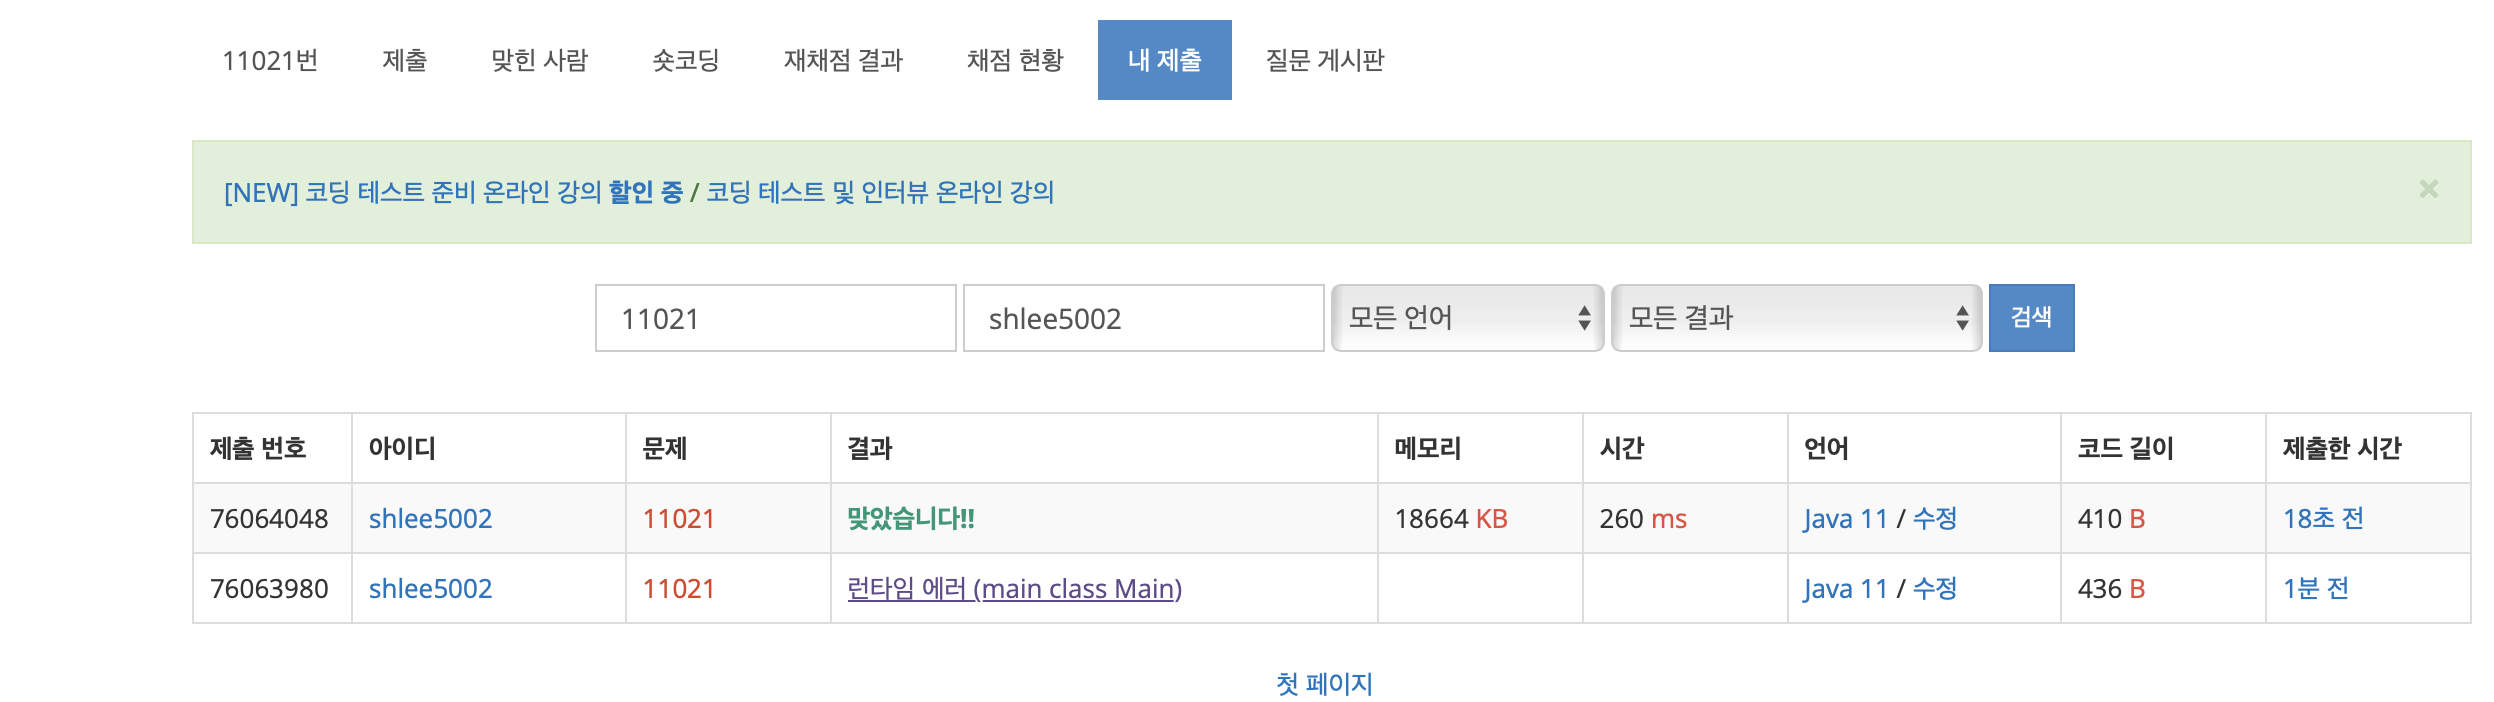 11021번 제출 맞힌 사람 숏코딩 재채점 결과 채점 현황 내 제출 질문 게시판
[NEW] 코딩 테스트 준비 온라인 강의 할인 중 / 코딩 테스트 및 인터뷰 온라인 강의 ×
11021 shlee5002 모든 언어 모든 결과 검색
제출 번호 아이디 문제 결과 메모리 시간 언어 코드 길이 제출한 시간
76064048 shlee5002 11021 맞았습니다!! 18664 KB 260 ms Java 11 / 수정 410 B 18초 전
76063980 shlee5002 11021 런타임 에러 (main class Main) Java 11 / 수정 436 B 1분 전
첫 페이지